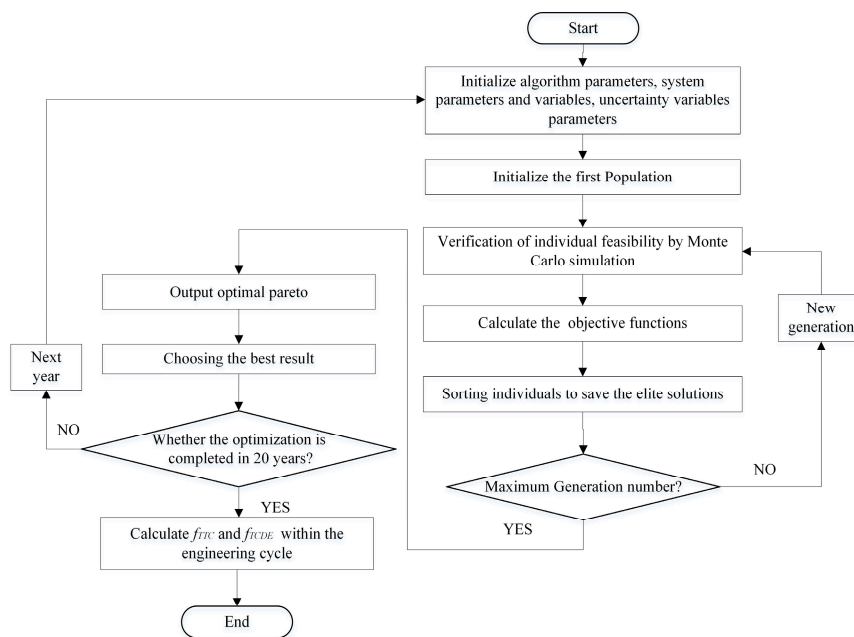 Start
Initialize algorithm parameters, system
parameters and variables, uncertainty variables
parameters
Initialize the first Population
Verification of individual feasibility by Monte
Carlo simulation
Calculate the objective functions
Sorting individuals to save the elite solutions
Maximum Generation number?
NO
New
generation
YES
Output optimal pareto
Choosing the best result
Whether the optimization is
completed in 20 years?
NO
Next
year
YES
Calculate fTTC and fTCDE within the
engineering cycle
End